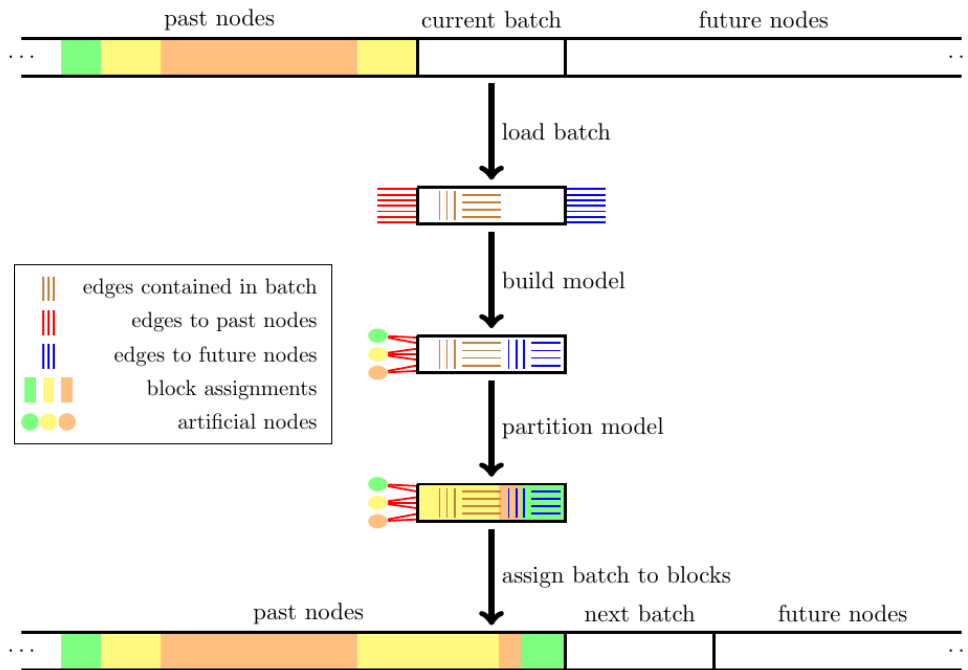 past nodes current batch future nodes
... ..
load batch
build model
edges contained in batch
edges to past nodes
edges to future nodes
block assignments
artificial nodes
partition model
assign batch to blocks
past nodes next batch future nodes
... ..